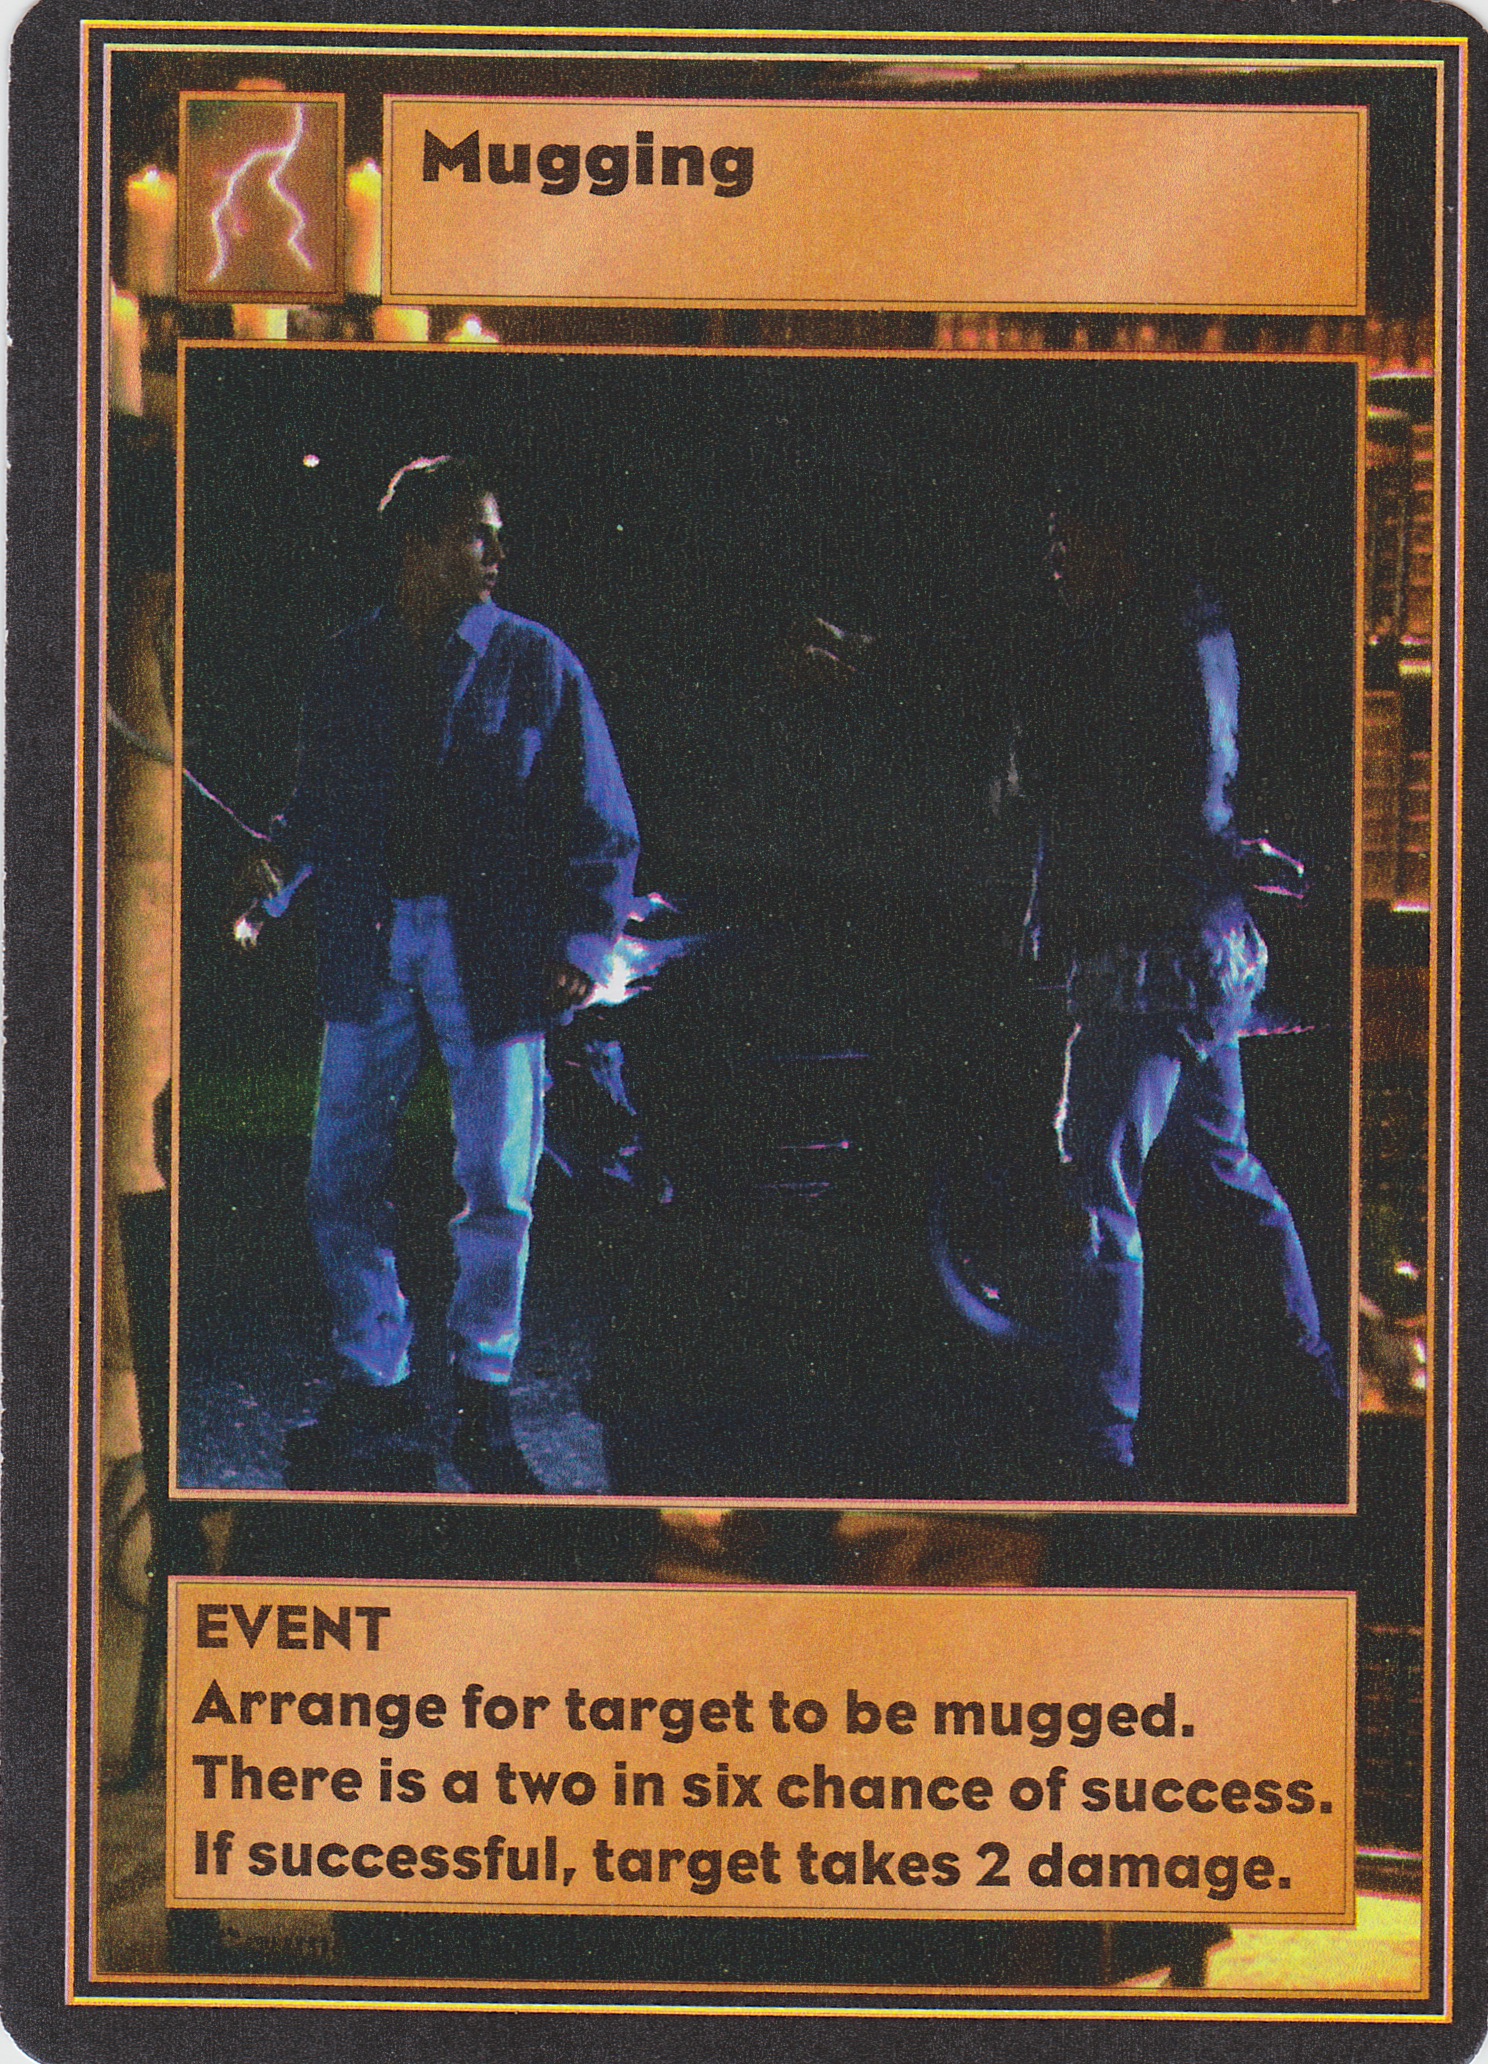 Mugging
EVENT
Arrange for target to be mugged.
There is a two in six chance of success.
If successful, target takes 2 damage.